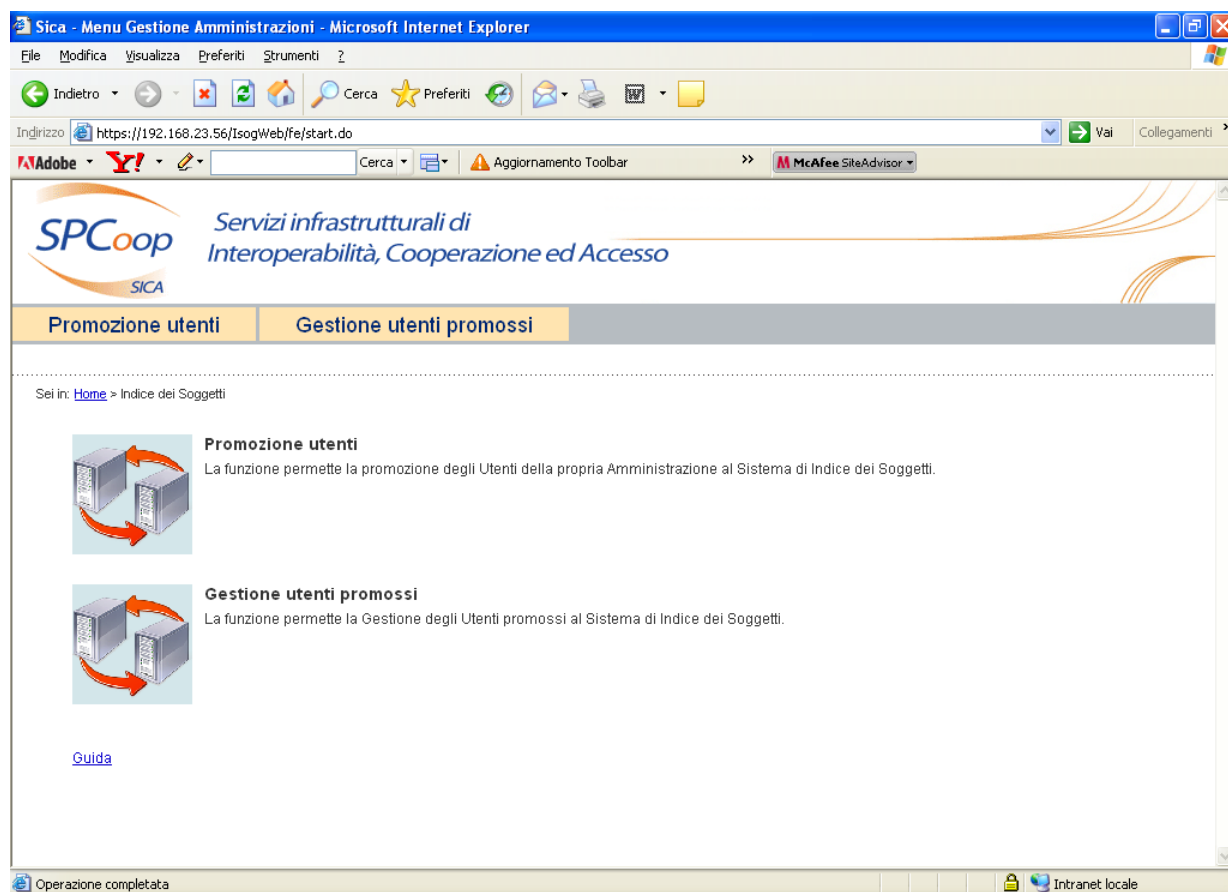 Sica - Menu Gestione Amministrazioni - Microsoft Internet Explorer
File Modifica Visualizza Preferiti Strumenti ?
Indietro Cerca Preferiti
Indirizzo https://192.168.23.56/IsogWeb/fe/start.do Vai Collegamenti »
Adobe Y! Cerca Aggiornamento Toolbar » McAfee SiteAdvisor
SPCoop
SICA
Servizi infrastrutturali di
Interoperabilità, Cooperazione ed Accesso
Promozione utenti Gestione utenti promossi
Sei in: Home > Indice dei Soggetti
Promozione utenti
La funzione permette la promozione degli Utenti della propria Amministrazione al Sistema di Indice dei Soggetti.
Gestione utenti promossi
La funzione permette la Gestione degli Utenti promossi al Sistema di Indice dei Soggetti.
Guida
Operazione completata Intranet locale